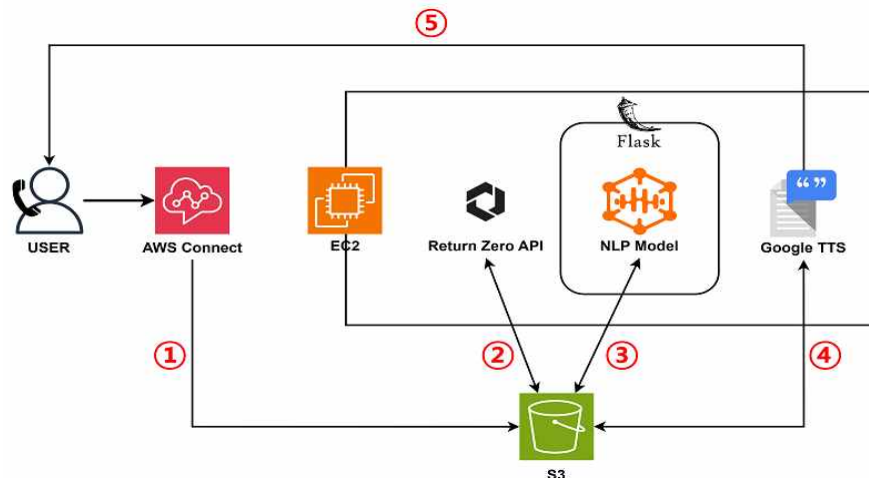 ⑤
Flask
USER
AWS Connect
EC2
Return Zero API
NLP Model
“ ”
Google TTS
①
②
③
④
S3